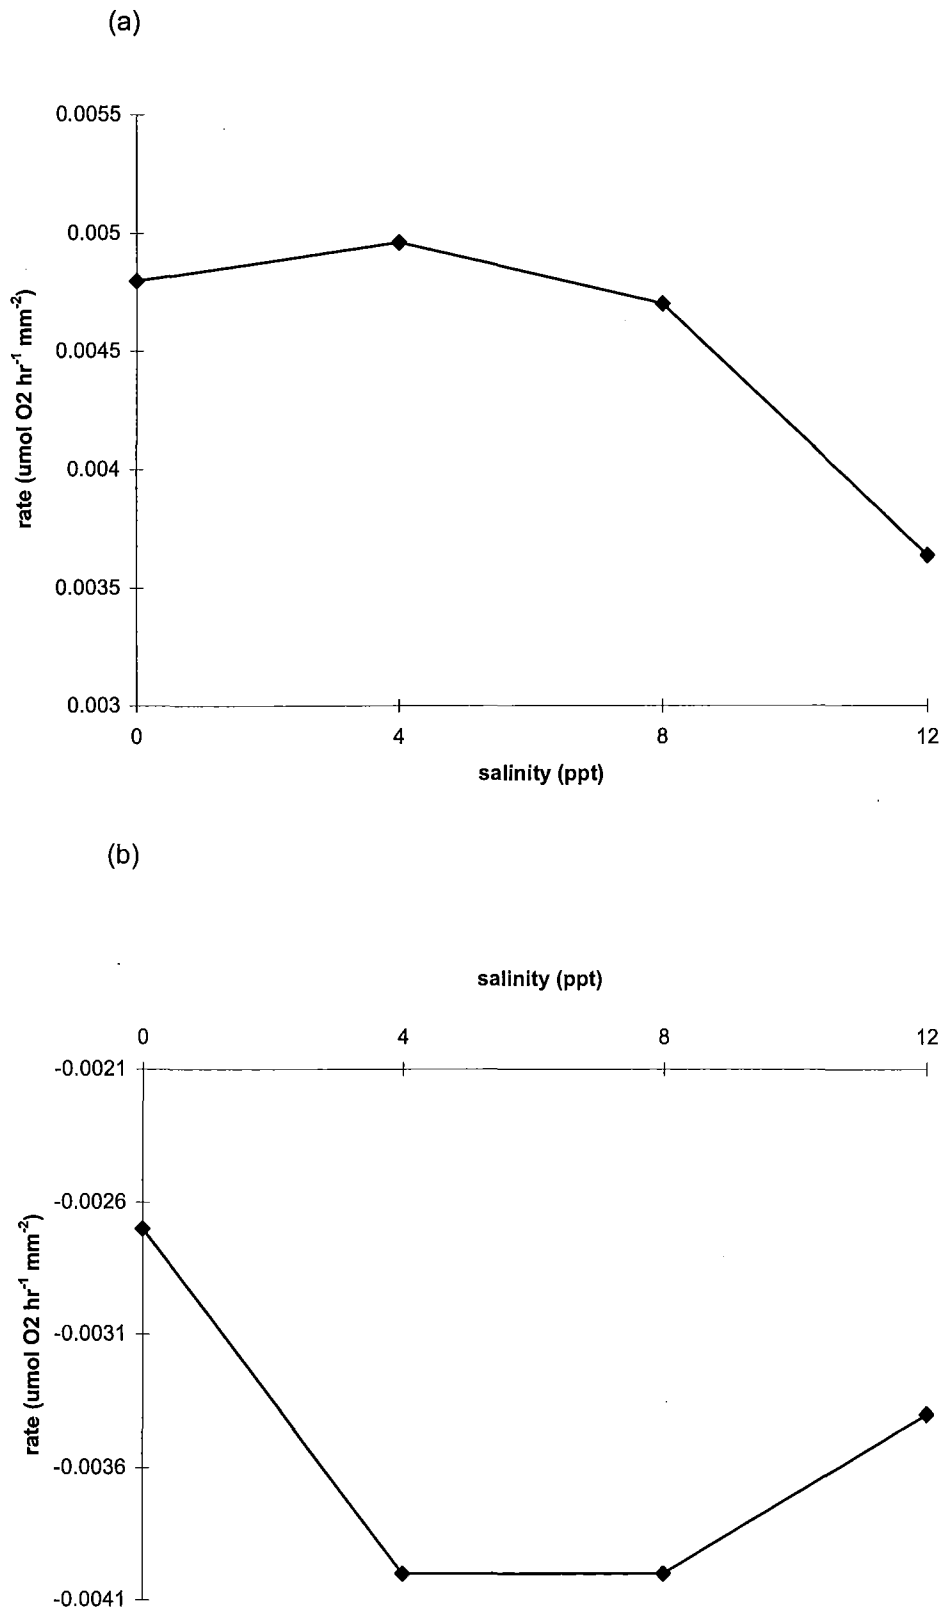 (a)
0.0055
0.005
0.0045
0.004
0.0035
0.003
rate (umol O2 hr-1 mm-2)
0 4 8 12
salinity (ppt)
(b)
salinity (ppt)
0 4 8 12
-0.0021
-0.0026
-0.0031
-0.0036
-0.0041
rate (umol O2 hr-1 mm-2)